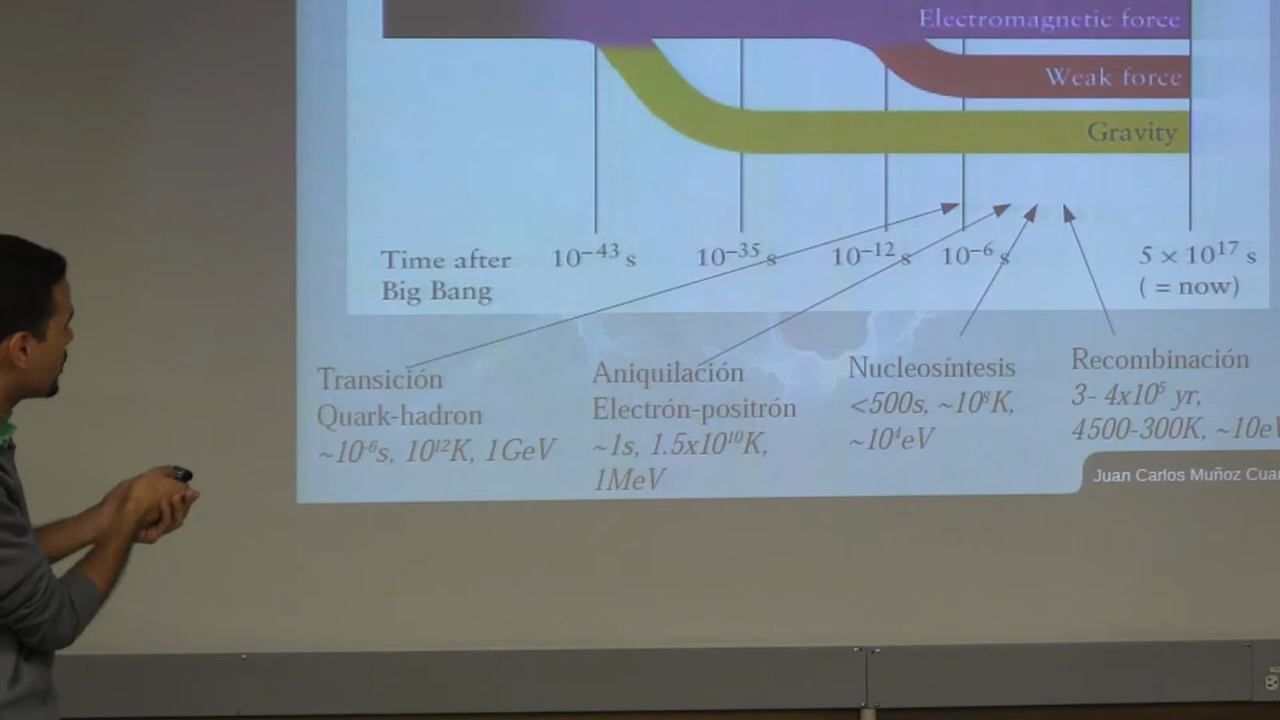 Electromagnetic force
Weak force
Gravity
Time after
Big Bang
10⁻⁴³ s
10⁻³⁵ s
10⁻¹² s
10⁻⁶ s
5 × 10¹⁷ s
( = now)
Transición
Quark-hadron
~10⁻⁶s, 10¹²K, 1GeV
Aniquilación
Electrón-positrón
~1s, 1.5x10¹⁰K,
1MeV
Nucleosíntesis
<500s, ~10⁸K,
~10⁴eV
Recombinación
3- 4x10⁵ yr,
4500-300K, ~10eV
Juan Carlos Muñoz Cuar